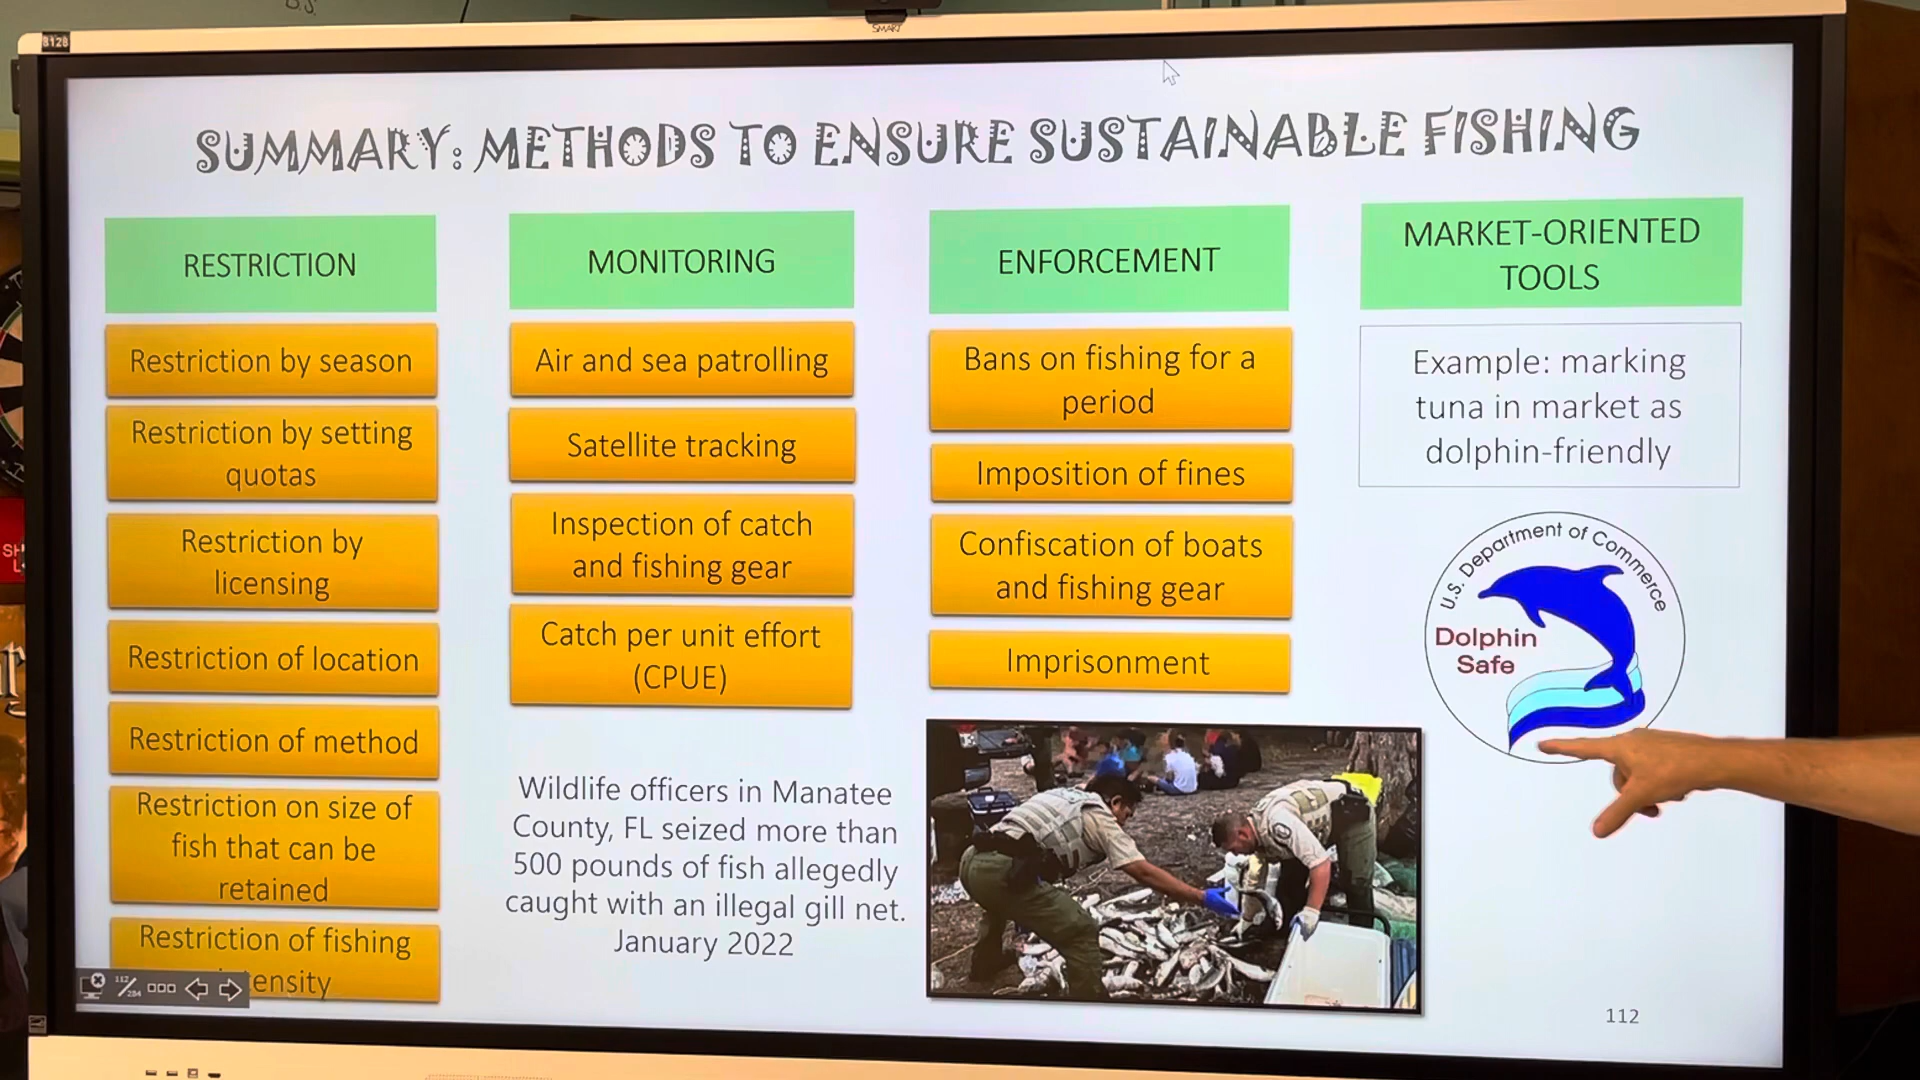 B128
SMART
SUMMARY: METHODS TO ENSURE SUSTAINABLE FISHING
RESTRICTION
Restriction by season
Restriction by setting
quotas
Restriction by
licensing
Restriction of location
Restriction of method
Restriction on size of
fish that can be
retained
Restriction of fishing
tensity
MONITORING
Air and sea patrolling
Satellite tracking
Inspection of catch
and fishing gear
Catch per unit effort
(CPUE)
Wildlife officers in Manatee
County, FL seized more than
500 pounds of fish allegedly
caught with an illegal gill net.
January 2022
ENFORCEMENT
Bans on fishing for a
period
Imposition of fines
Confiscation of boats
and fishing gear
Imprisonment
MARKET-ORIENTED
TOOLS
Example: marking
tuna in market as
dolphin-friendly
U.S. Department of Commerce
Dolphin
Safe
112/284
112